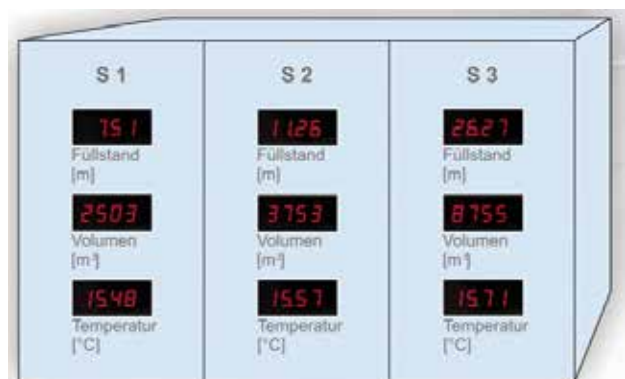 S 1
S 2
S 3
7.51
11.26
26.27
Füllstand
[m]
Füllstand
[m]
Füllstand
[m]
2503
3753
8755
Volumen
[m³]
Volumen
[m³]
Volumen
[m³]
15.48
15.57
15.71
Temperatur
[°C]
Temperatur
[°C]
Temperatur
[°C]